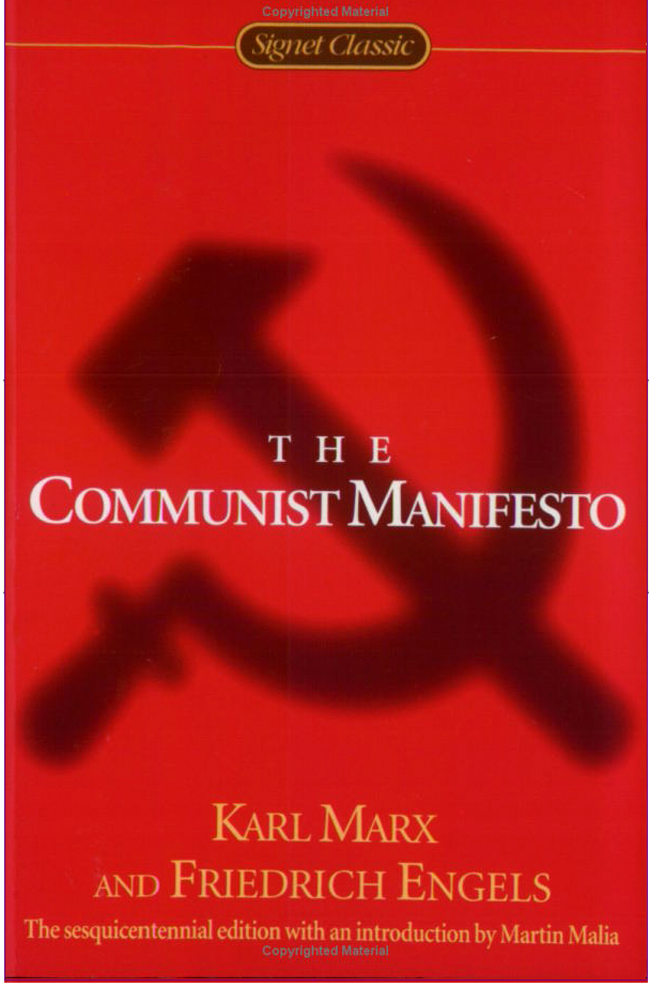 Copyrighted Material
Signet Classic
THE
COMMUNIST MANIFESTO
KARL MARX
AND FRIEDRICH ENGELS
The sesquicentennial edition with an introduction by Martin Malia
Copyrighted Material